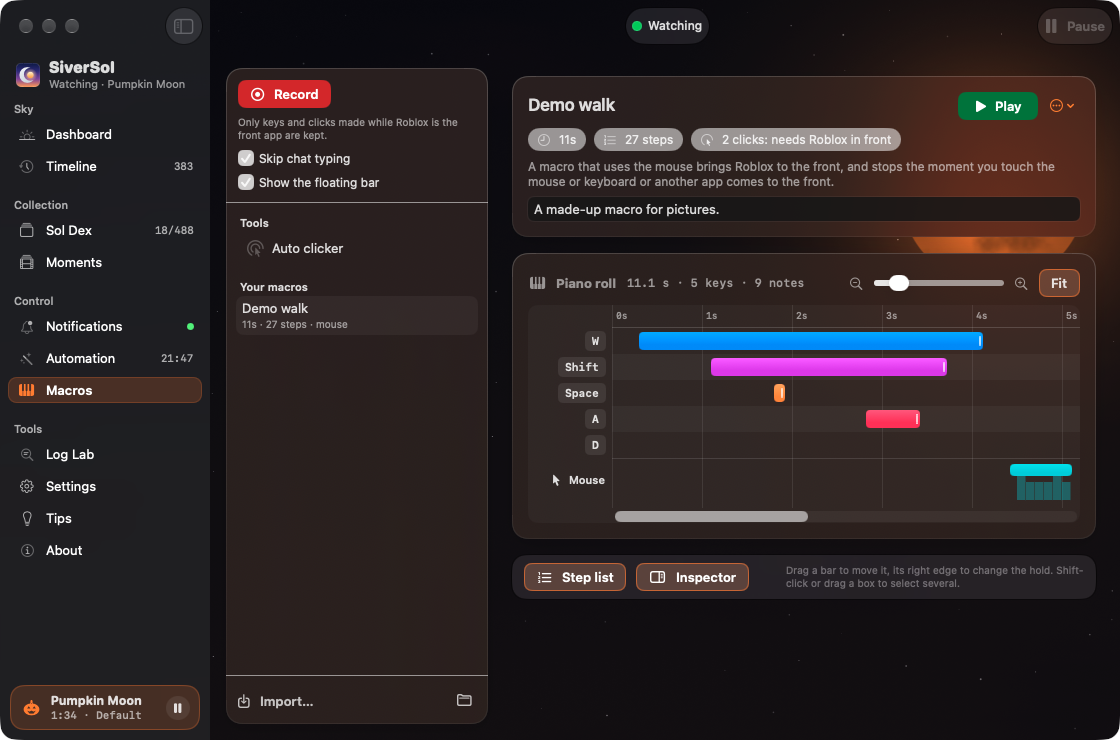 Watching
Pause
SiverSol
Watching · Pumpkin Moon
Sky
Dashboard
Timeline 383
Collection
Sol Dex 18/488
Moments
Control
Notifications
Automation 21:47
Macros
Tools
Log Lab
Settings
Tips
About
Pumpkin Moon
1:34 · Default
Record
Only keys and clicks made while Roblox is the
front app are kept.
Skip chat typing
Show the floating bar
Tools
Auto clicker
Your macros
Demo walk
11s · 27 steps · mouse
Import...
Demo walk
Play
11s 27 steps 2 clicks: needs Roblox in front
A macro that uses the mouse brings Roblox to the front, and stops the moment you touch the
mouse or keyboard or another app comes to the front.
A made-up macro for pictures.
Piano roll 11.1 s · 5 keys · 9 notes
Fit
0s 1s 2s 3s 4s 5s
W
Shift
Space
A
D
Mouse
Step list
Inspector
Drag a bar to move it, its right edge to change the hold. Shift-
click or drag a box to select several.